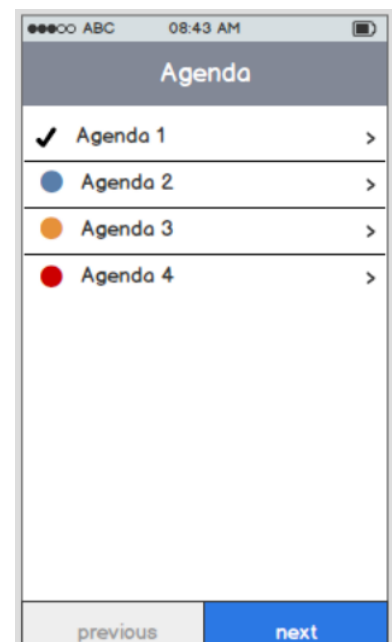 ABC 08:43 AM
Agenda
Agenda 1 >
Agenda 2 >
Agenda 3 >
Agenda 4 >
previous next